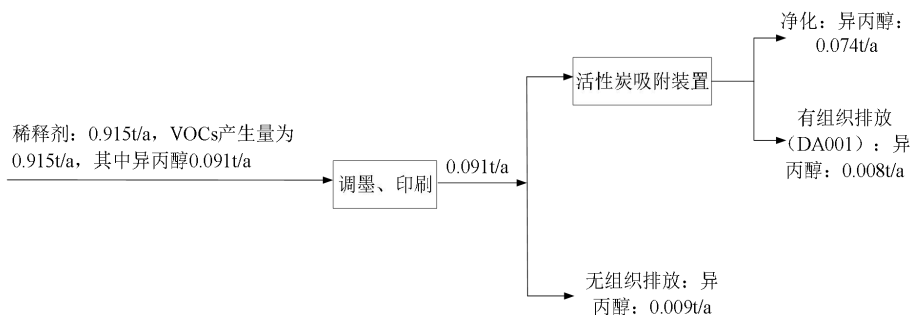 稀释剂：0.915t/a，VOCs产生量为
0.915t/a，其中异丙醇0.091t/a
调墨、印刷
0.091t/a
活性炭吸附装置
净化：异丙醇：
0.074t/a
有组织排放
（DA001）：异
丙醇：0.008t/a
无组织排放：异
丙醇：0.009t/a